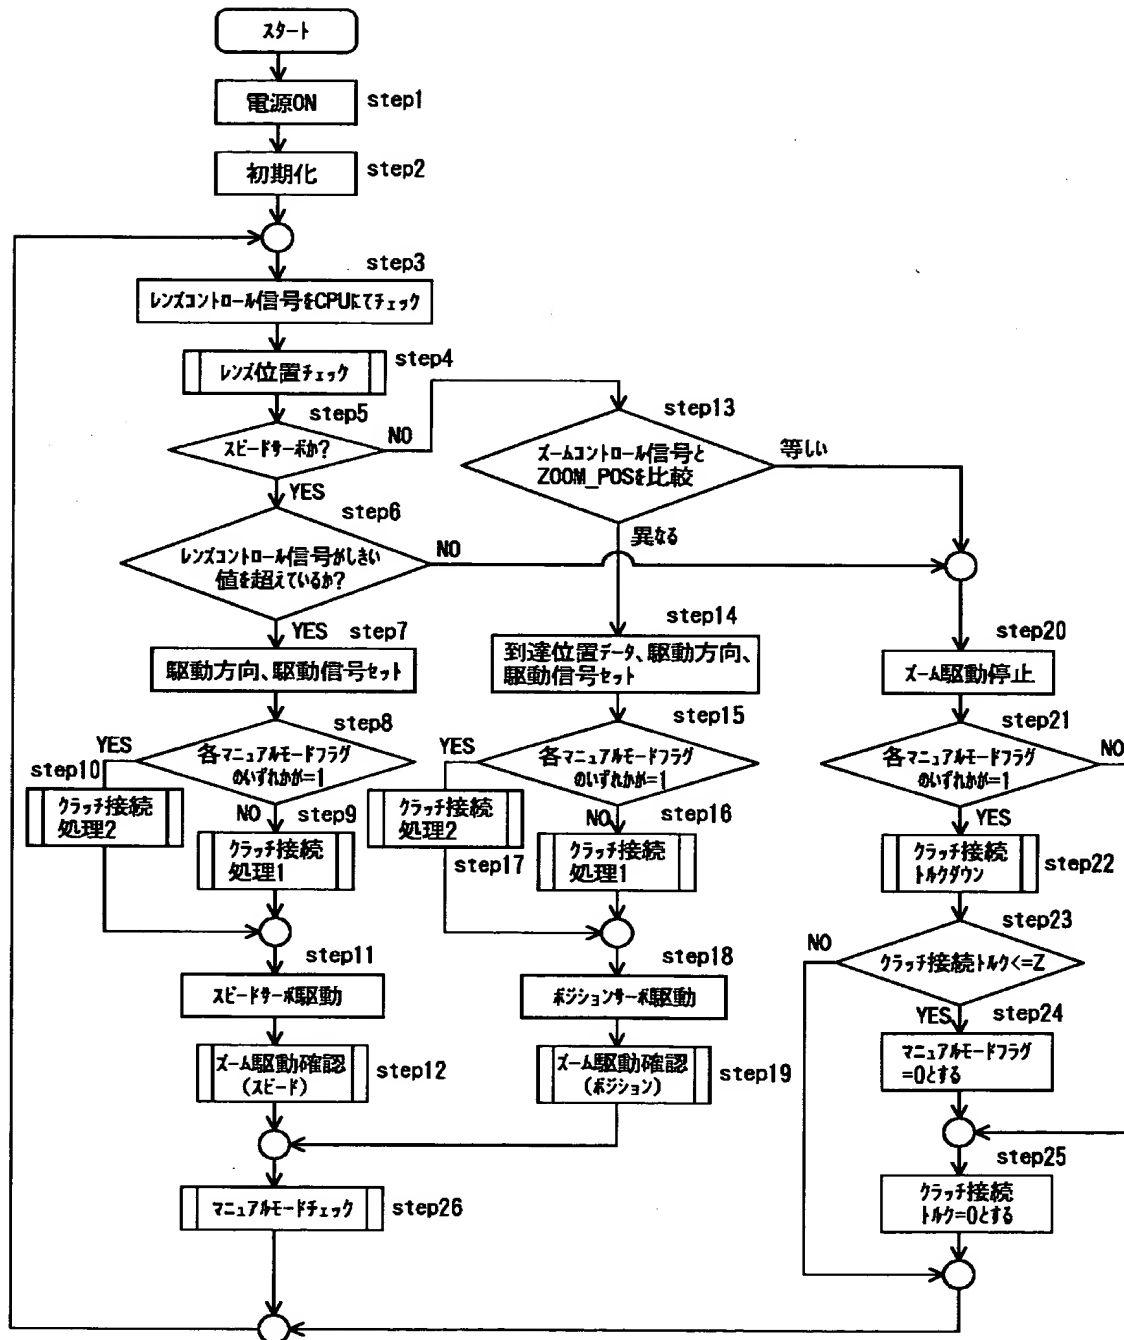 スタート
電源ON
step1
初期化
step2
step3
レンズコントロール信号をCPUにてチェック
レンズ位置チェック
step4
step5
スピードサーボか?
NO
YES
step13
ズームコントロール信号と
ZOOM_POSを比較
等しい
異なる
step6
レンズコントロール信号がしきい
値を超えているか?
NO
YES
step7
駆動方向、駆動信号セット
step14
到達位置データ、駆動方向、
駆動信号セット
step20
ズーム駆動停止
step8
各マニュアルモードフラグ
のいずれかが=1
YES
NO
step10
クラッチ接続
処理2
step9
クラッチ接続
処理1
step15
各マニュアルモードフラグ
のいずれかが=1
YES
NO
クラッチ接続
処理2
step17
step16
クラッチ接続
処理1
step21
各マニュアルモードフラグ
のいずれかが=1
NO
YES
クラッチ接続
トルクダウン
step22
step23
クラッチ接続トルク<=Z
NO
YES
step11
スピードサーボ駆動
step18
ポジションサーボ駆動
step24
マニュアルモードフラグ
=0とする
ズーム駆動確認
(スピード)
step12
ズーム駆動確認
(ポジション)
step19
step25
クラッチ接続
トルク=0とする
マニュアルモードチェック
step26